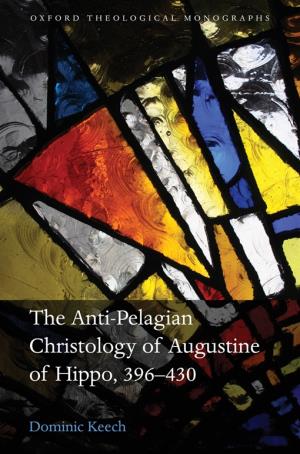 OXFORD THEOLOGICAL MONOGRAPHS
The Anti-Pelagian
Christology of Augustine
of Hippo, 396–430
Dominic Keech